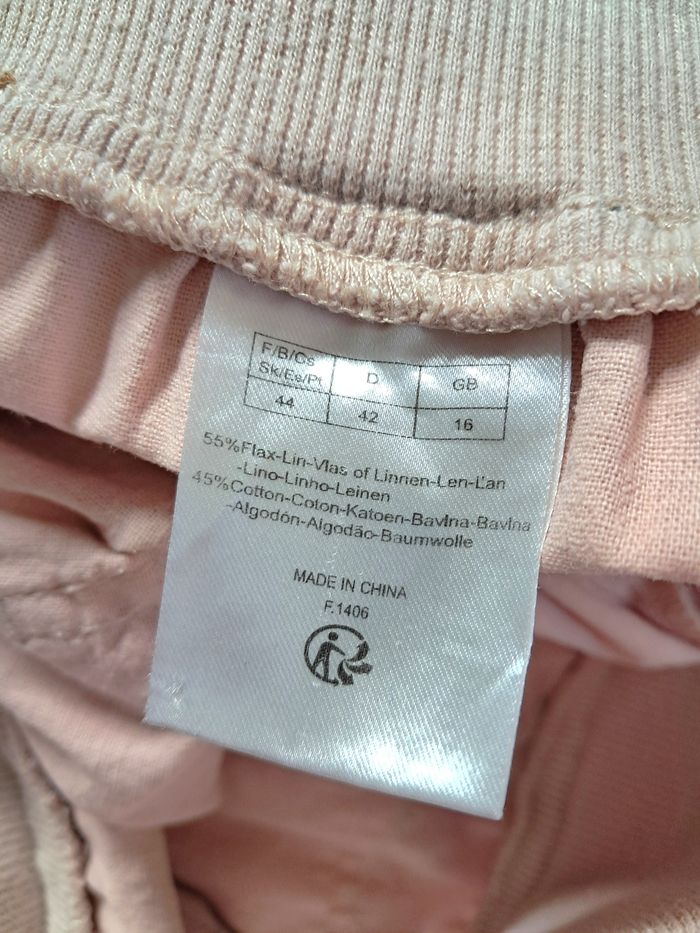 F/B/Cs D GB
Sk/Es/Pt
44 42 16
55%Flax-Lin-Vlas of Linnen-Len-L'an
-Lino-Linho-Leinen
45%Cotton-Coton-Katoen-Bavlna-Bavlna
-Algodón-Algodão-Baumwolle
MADE IN CHINA
F.1406